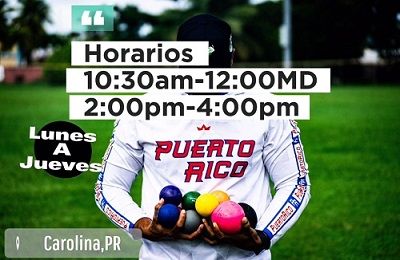 Horarios
10:30am-12:00MD
2:00pm-4:00pm
Lunes
A
Jueves
PUERTO
RICO
Carolina,PR